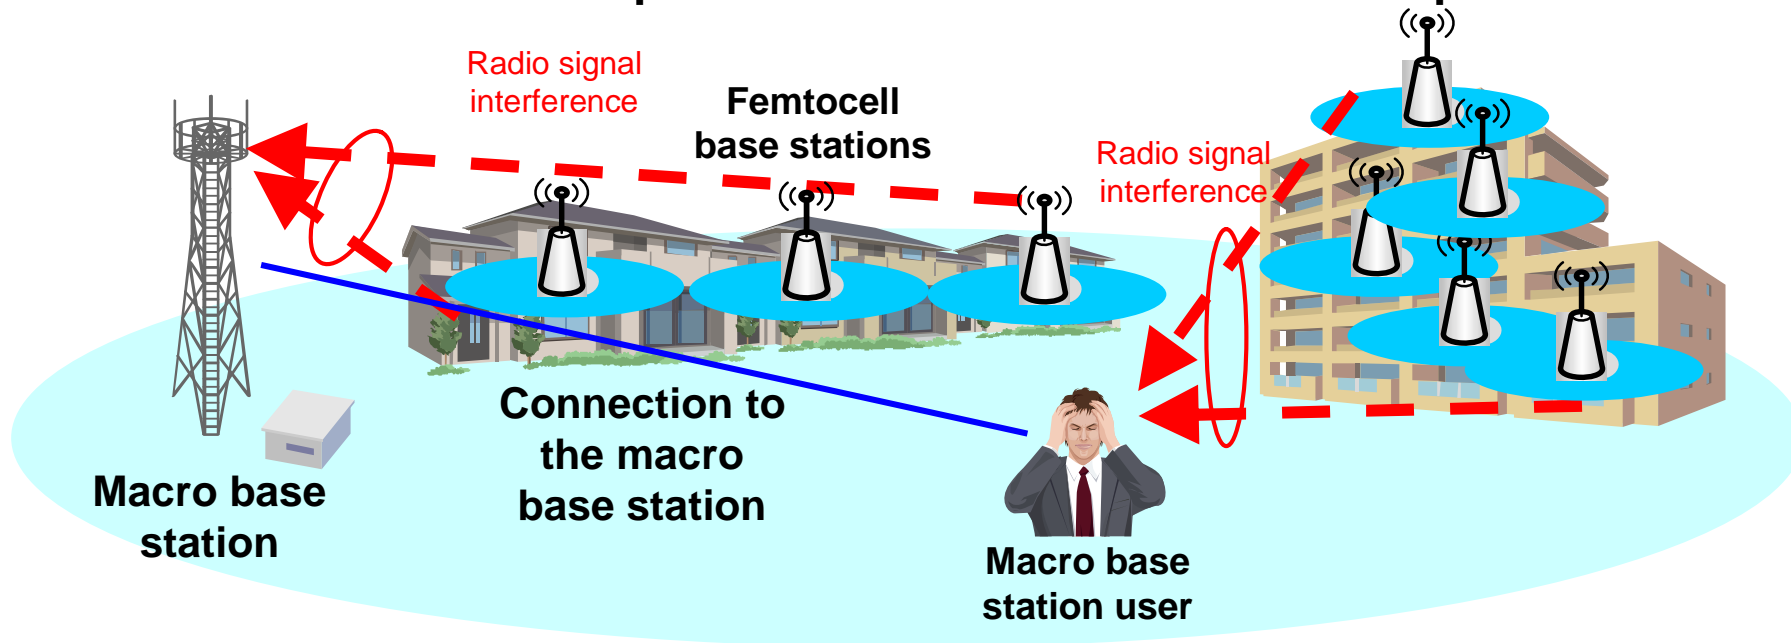 Radio signal
interference
Femtocell
base stations
Radio signal
interference
Connection to
the macro
base station
Macro base
station
Macro base
station user